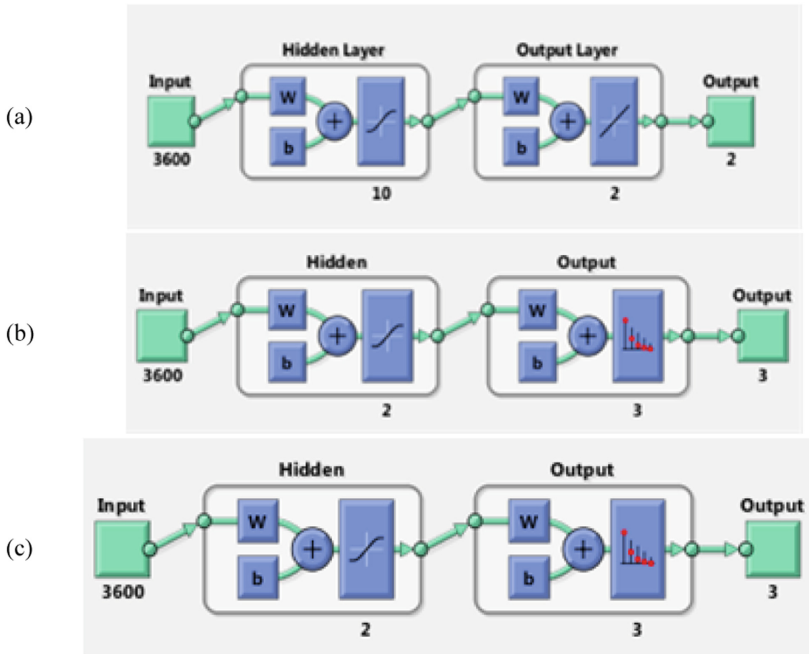 (a)
Hidden Layer
Output Layer
Input
Output
W
b
+
W
b
+
3600
10
2
2
(b)
Hidden
Output
Input
Output
W
b
+
W
b
+
3600
2
3
3
(c)
Hidden
Output
Input
Output
W
b
+
W
b
+
3600
2
3
3